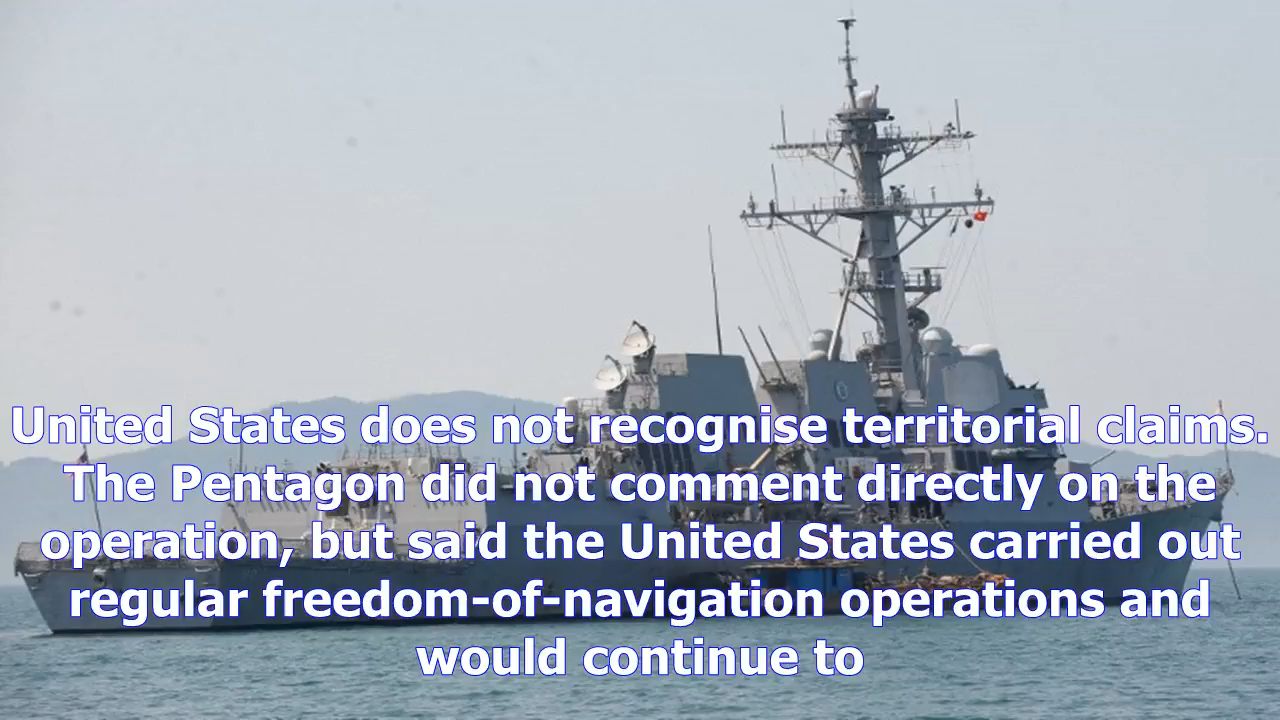 United States does not recognise territorial claims.
The Pentagon did not comment directly on the
operation, but said the United States carried out
regular freedom-of-navigation operations and
would continue to